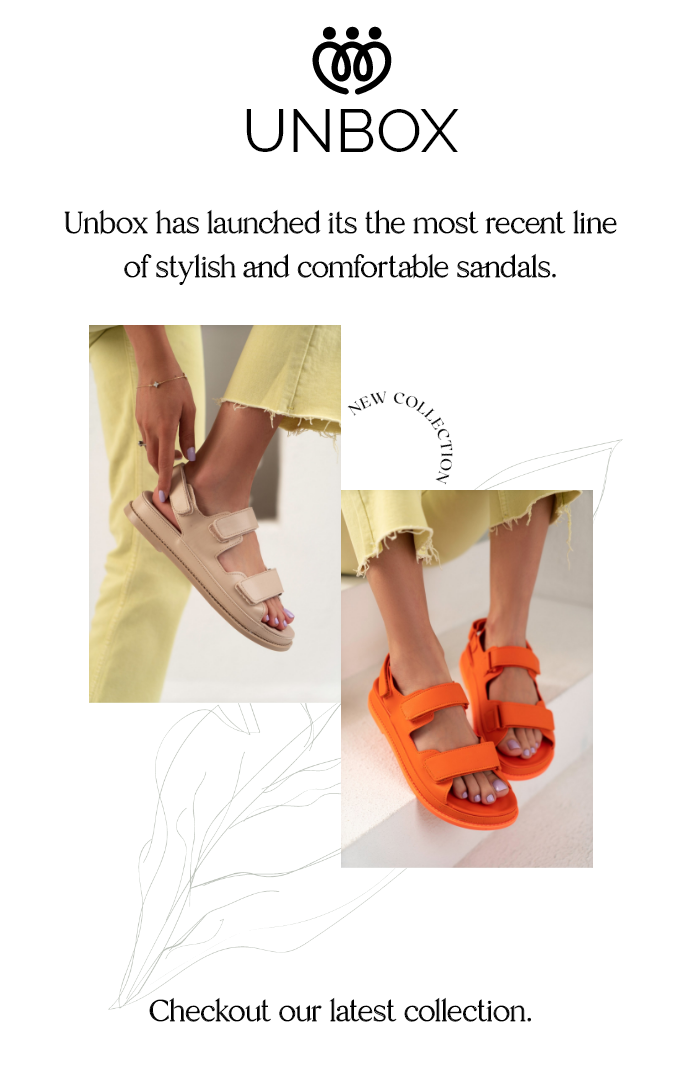 UNBOX
Unbox has launched its the most recent line
of stylish and comfortable sandals.
NEW COLLECTION
Checkout our latest collection.